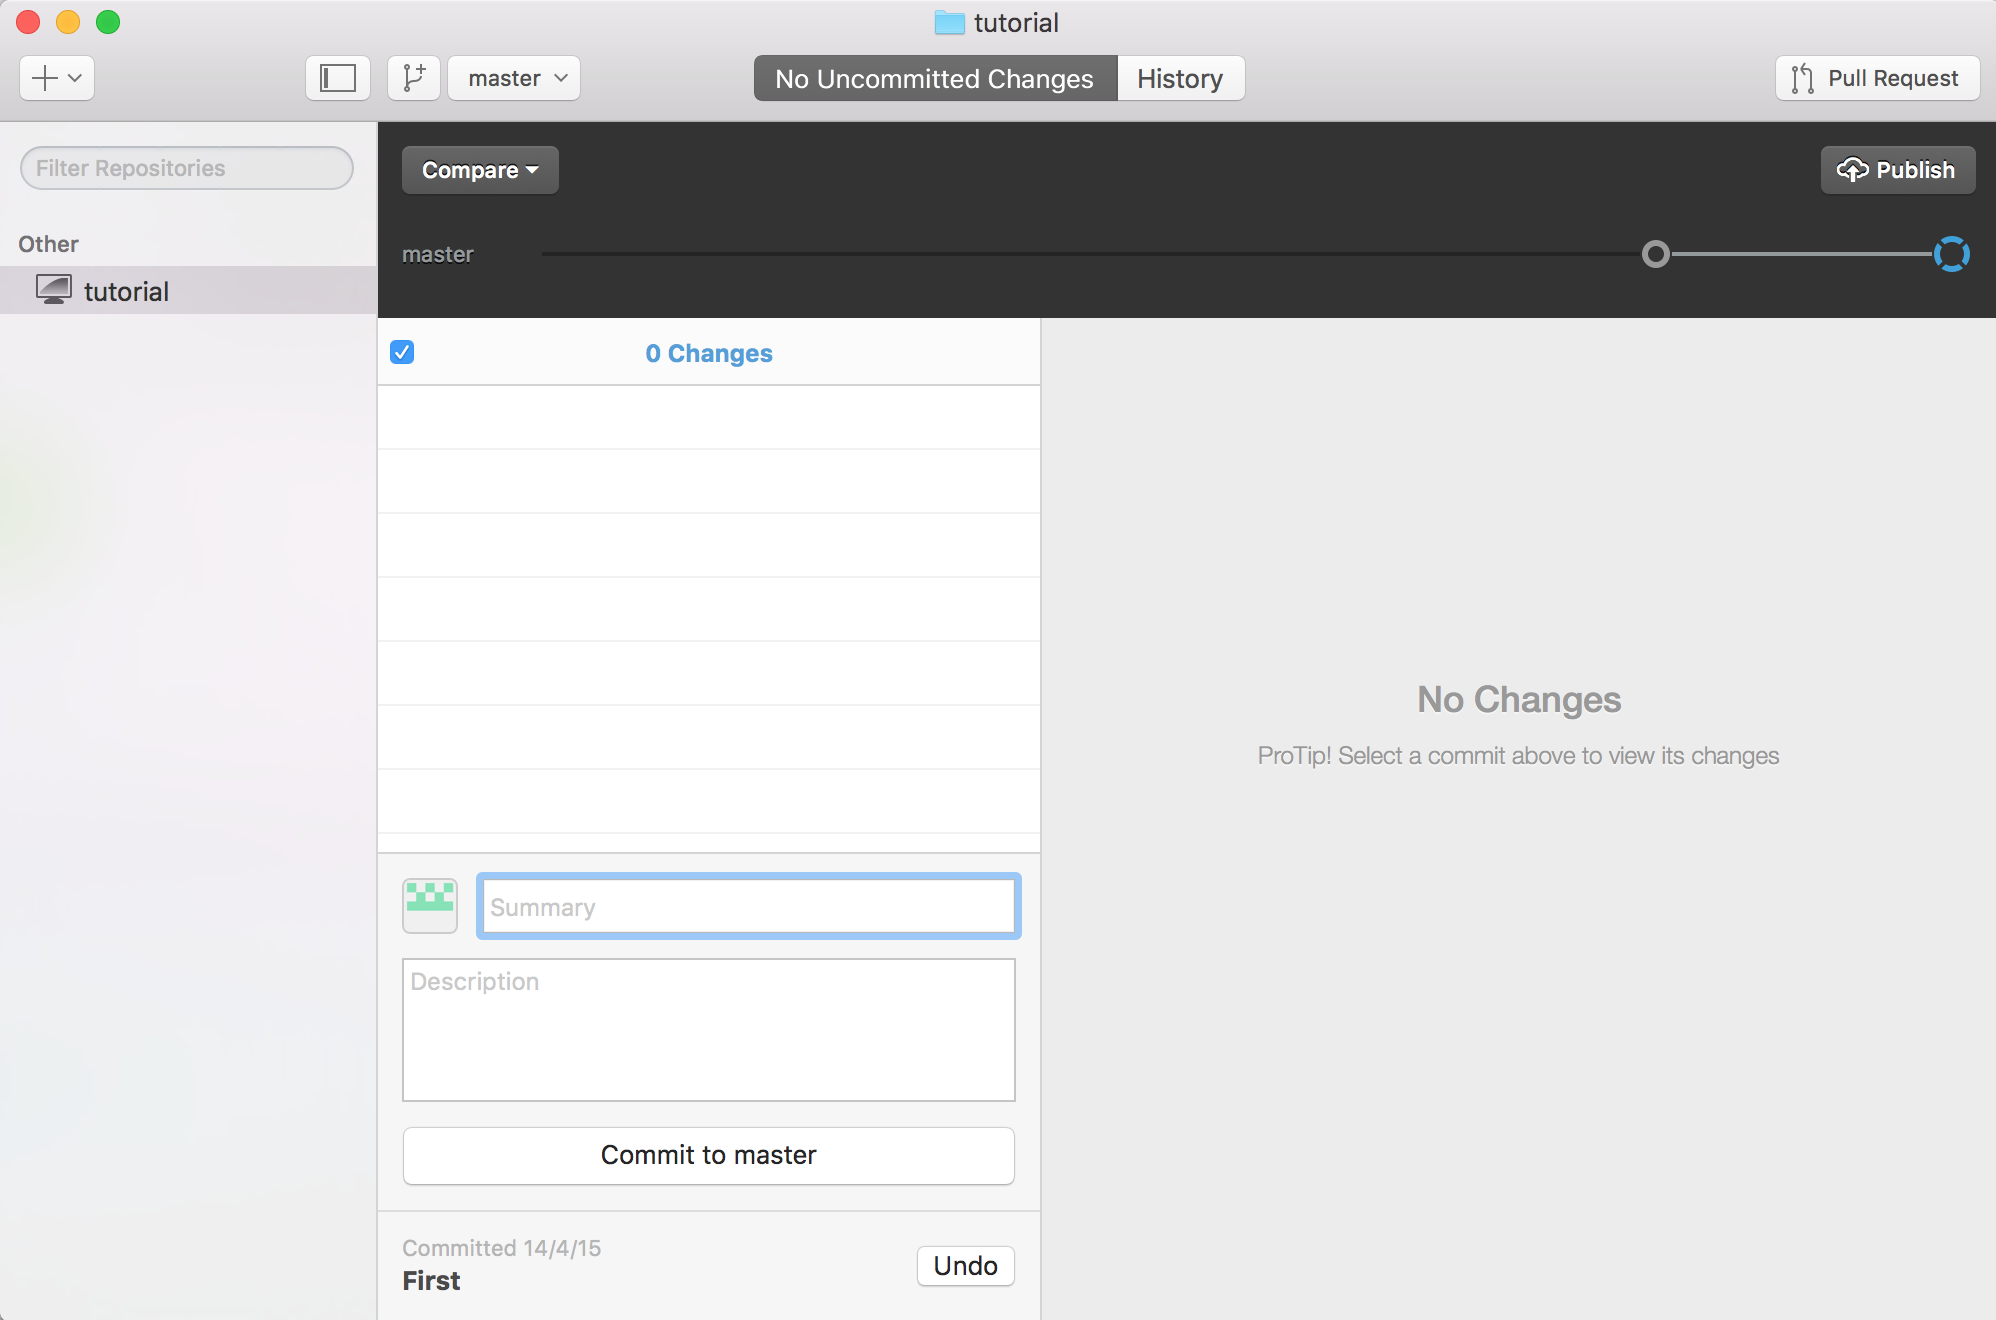 tutorial
master
No Uncommitted Changes
History
Pull Request
Filter Repositories
Compare
Publish
Other
master
tutorial
0 Changes
No Changes
ProTip! Select a commit above to view its changes
Summary
Description
Commit to master
Committed 14/4/15
First
Undo